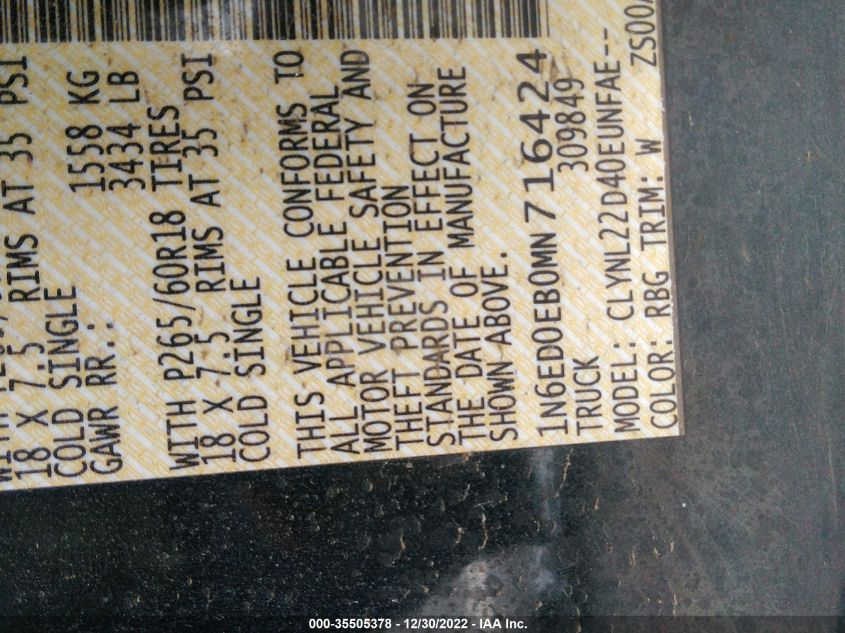 18 X 7.5 RIMS AT 35 PSI
COLD SINGLE
GAWR RR.: 1558 KG
3434 LB
WITH P265/60R18 TIRES
18 X 7.5 RIMS AT 35 PSI
COLD SINGLE
THIS VEHICLE CONFORMS TO
ALL APPLICABLE FEDERAL
MOTOR VEHICLE SAFETY AND
THEFT PREVENTION
STANDARDS IN EFFECT ON
THE DATE OF MANUFACTURE
SHOWN ABOVE.
1N6ED0EB0MN716424
TRUCK 309849
MODEL: CLYNL22D40EUNFAE--
COLOR: RBG TRIM: W ZS00
000-35505378 - 12/30/2022 - IAA Inc.